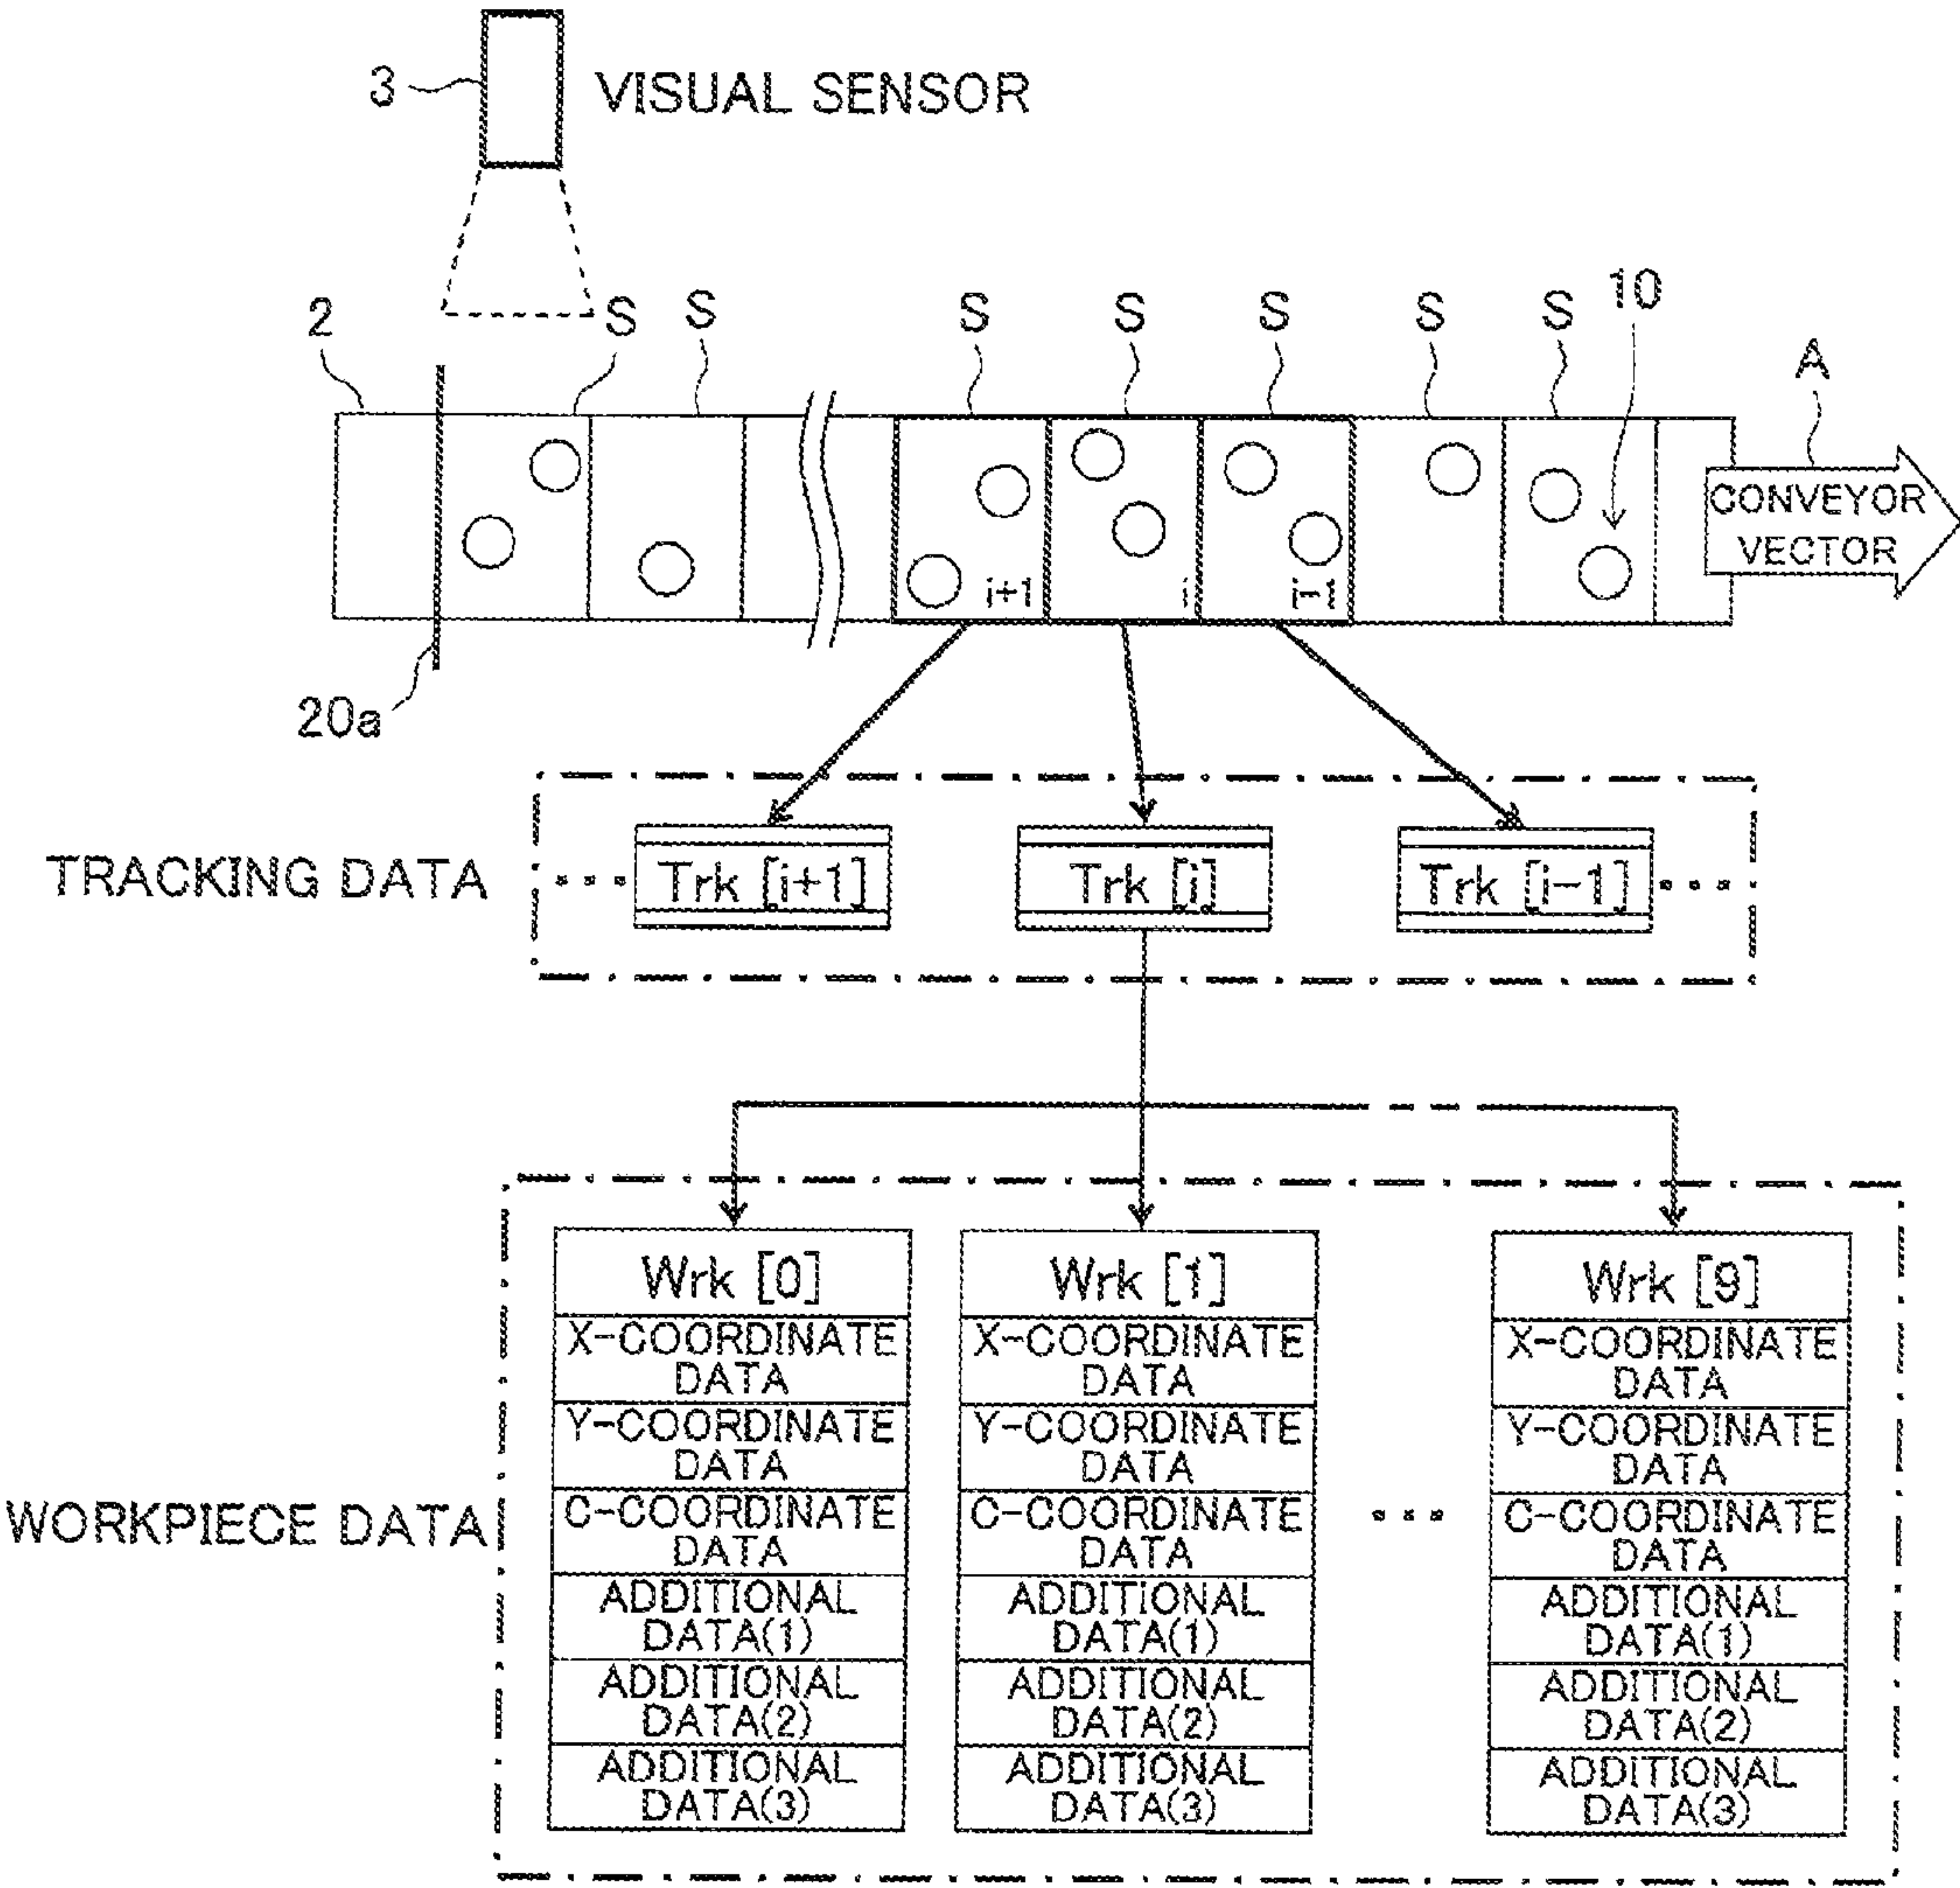 3 VISUAL SENSOR
2 S S S S S S S 10 A
CONVEYOR
VECTOR
i+1 i i-1
20a
TRACKING DATA ... Trk [i+1] Trk [i] Trk [i-1] ...
Wrk [0] Wrk [1] Wrk [9]
X-COORDINATE X-COORDINATE X-COORDINATE
DATA DATA DATA
Y-COORDINATE Y-COORDINATE Y-COORDINATE
DATA DATA DATA
WORKPIECE DATA C-COORDINATE C-COORDINATE ... C-COORDINATE
DATA DATA DATA
ADDITIONAL ADDITIONAL ADDITIONAL
DATA(1) DATA(1) DATA(1)
ADDITIONAL ADDITIONAL ADDITIONAL
DATA(2) DATA(2) DATA(2)
ADDITIONAL ADDITIONAL ADDITIONAL
DATA(3) DATA(3) DATA(3)